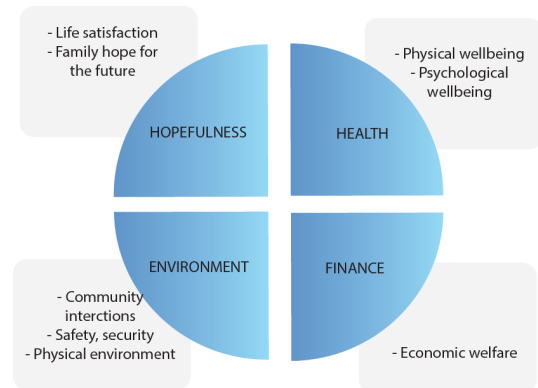 - Life satisfaction
- Family hope for
the future
- Physical wellbeing
- Psychological
wellbeing
HOPEFULNESS
HEALTH
ENVIRONMENT
FINANCE
- Community
interctions
- Safety, security
- Physical environment
- Economic welfare